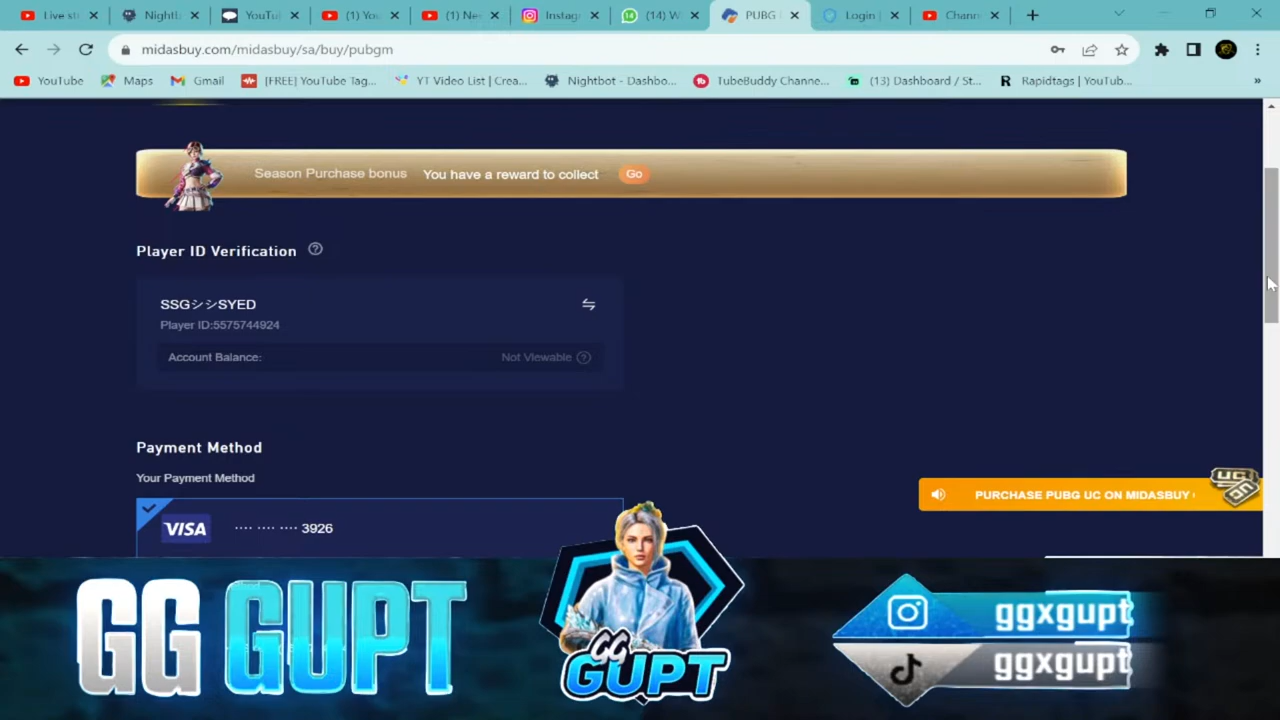 Live st
Nightb
YouTu
(1) You
(1) Nes
Instag
(14) W
PUBG
Login |
Chann
midasbuy.com/midasbuy/sa/buy/pubgm
YouTube
Maps
Gmail
[FREE] YouTube Tag...
YT Video List | Crea...
Nightbot - Dashbo...
TubeBuddy Channe...
(13) Dashboard / St...
Rapidtags | YouTub...
»
Season Purchase bonus You have a reward to collect Go
Player ID Verification
SSGシシSYED
Player ID:5575744924
Account Balance: Not Viewable
Payment Method
Your Payment Method
PURCHASE PUBG UC ON MIDASBUY
UC
VISA ···· ···· ···· 3926
GG GUPT
GG
GUPT
ggxgupt
ggxgupt